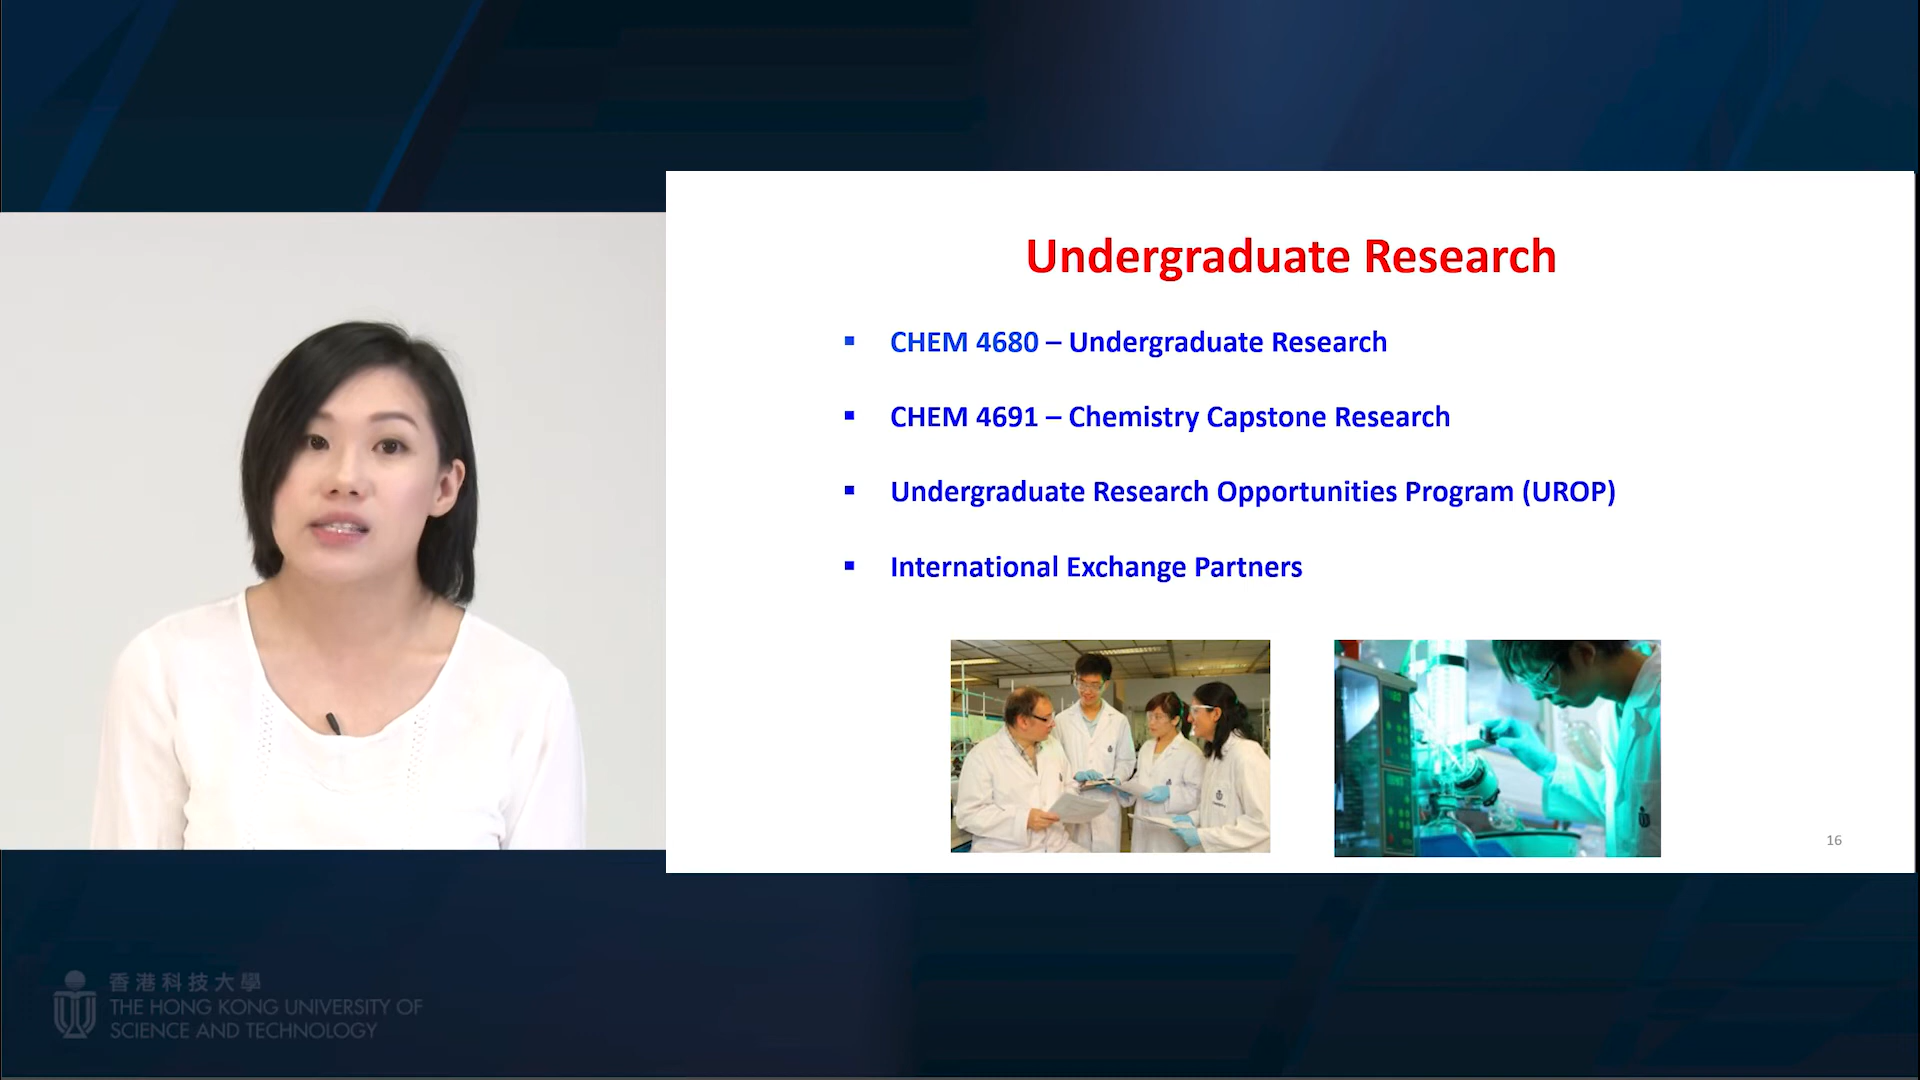 Undergraduate Research
▪ CHEM 4680 – Undergraduate Research
▪ CHEM 4691 – Chemistry Capstone Research
▪ Undergraduate Research Opportunities Program (UROP)
▪ International Exchange Partners
16
香港科技大學
THE HONG KONG UNIVERSITY OF
SCIENCE AND TECHNOLOGY